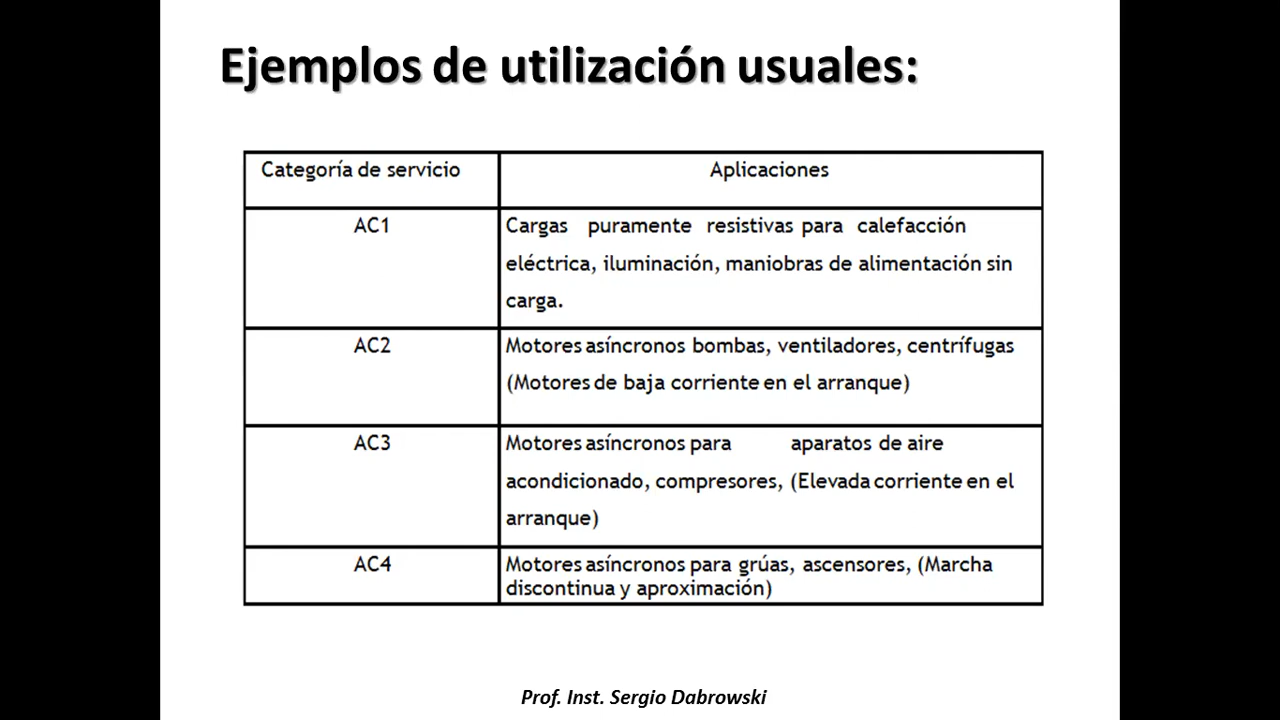 Ejemplos de utilización usuales:
Categoría de servicio
Aplicaciones
AC1
Cargas puramente resistivas para calefacción
eléctrica, iluminación, maniobras de alimentación sin
carga.
AC2
Motores asíncronos bombas, ventiladores, centrífugas
(Motores de baja corriente en el arranque)
AC3
Motores asíncronos para aparatos de aire
acondicionado, compresores, (Elevada corriente en el
arranque)
AC4
Motores asíncronos para grúas, ascensores, (Marcha
discontinua y aproximación)
Prof. Inst. Sergio Dabrowski